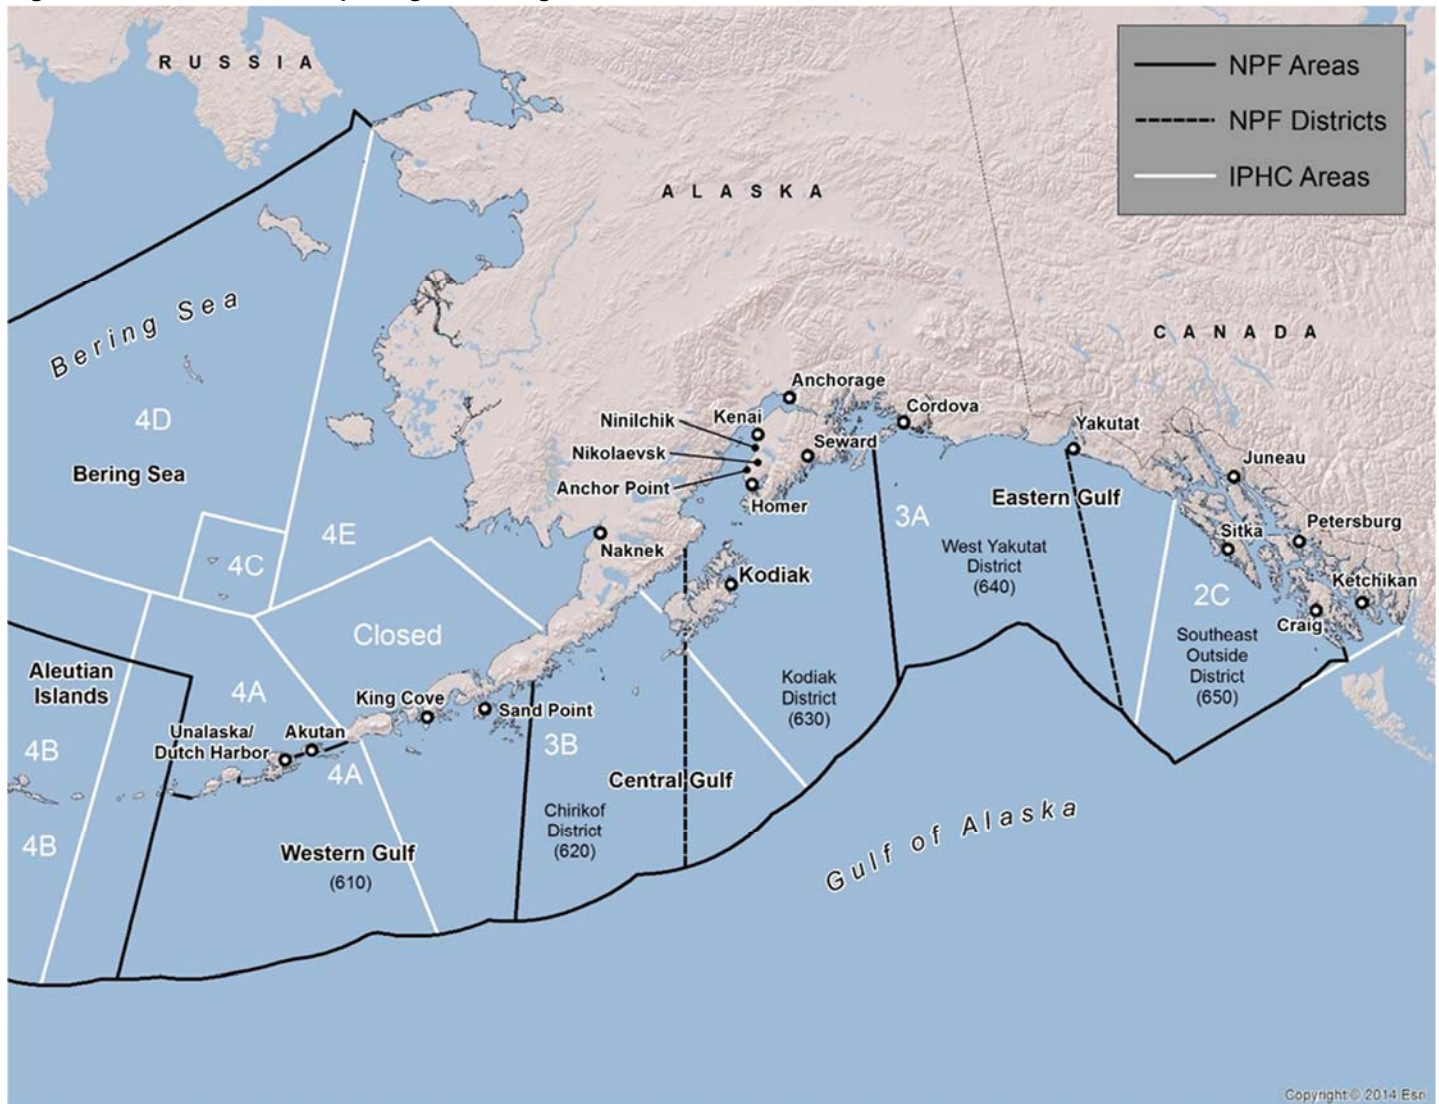 RUSSIA
NPF Areas
NPF Districts
IPHC Areas
ALASKA
CANADA
Bering Sea
4D
Bering Sea
4C
4E
Closed
Anchorage
Kenai
Ninilchik
Nikolaevsk
Anchor Point
Homer
Seward
Cordova
Yakutat
Juneau
Sitka
Petersburg
Ketchikan
Craig
Naknek
Kodiak
3A
Eastern Gulf
West Yakutat
District
(640)
2C
Southeast
Outside
District
(650)
Kodiak
District
(630)
Aleutian
Islands
4A
King Cove
Sand Point
Unalaska/
Dutch Harbor
Akutan
4A
4B
4B
3B
Central Gulf
Chirikof
District
(620)
Western Gulf
(610)
Gulf of Alaska
Copyright © 2014 Esri